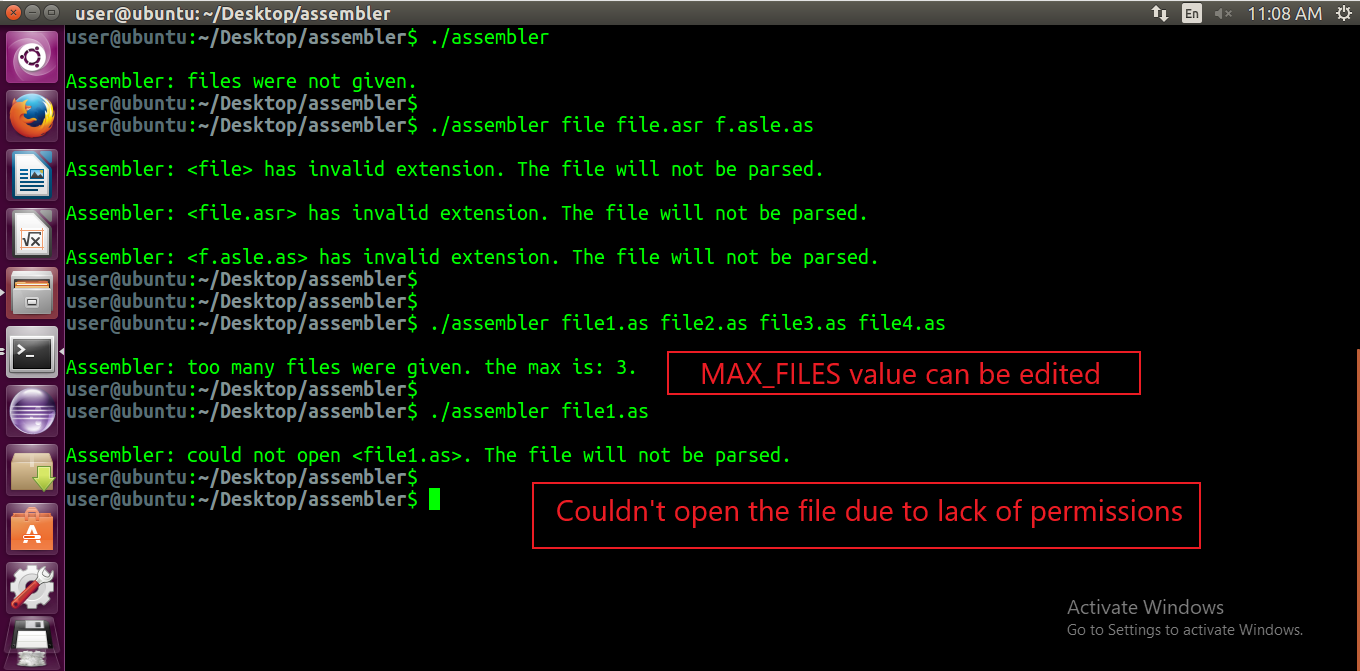 user@ubuntu: ~/Desktop/assembler
En
11:08 AM
user@ubuntu:~/Desktop/assembler$ ./assembler
Assembler: files were not given.
user@ubuntu:~/Desktop/assembler$
user@ubuntu:~/Desktop/assembler$ ./assembler file file.asr f.asle.as
Assembler: <file> has invalid extension. The file will not be parsed.
Assembler: <file.asr> has invalid extension. The file will not be parsed.
Assembler: <f.asle.as> has invalid extension. The file will not be parsed.
user@ubuntu:~/Desktop/assembler$
user@ubuntu:~/Desktop/assembler$
user@ubuntu:~/Desktop/assembler$ ./assembler file1.as file2.as file3.as file4.as
Assembler: too many files were given. the max is: 3.
MAX_FILES value can be edited
user@ubuntu:~/Desktop/assembler$
user@ubuntu:~/Desktop/assembler$ ./assembler file1.as
Assembler: could not open <file1.as>. The file will not be parsed.
user@ubuntu:~/Desktop/assembler$
user@ubuntu:~/Desktop/assembler$
Couldn't open the file due to lack of permissions
Activate Windows
Go to Settings to activate Windows.